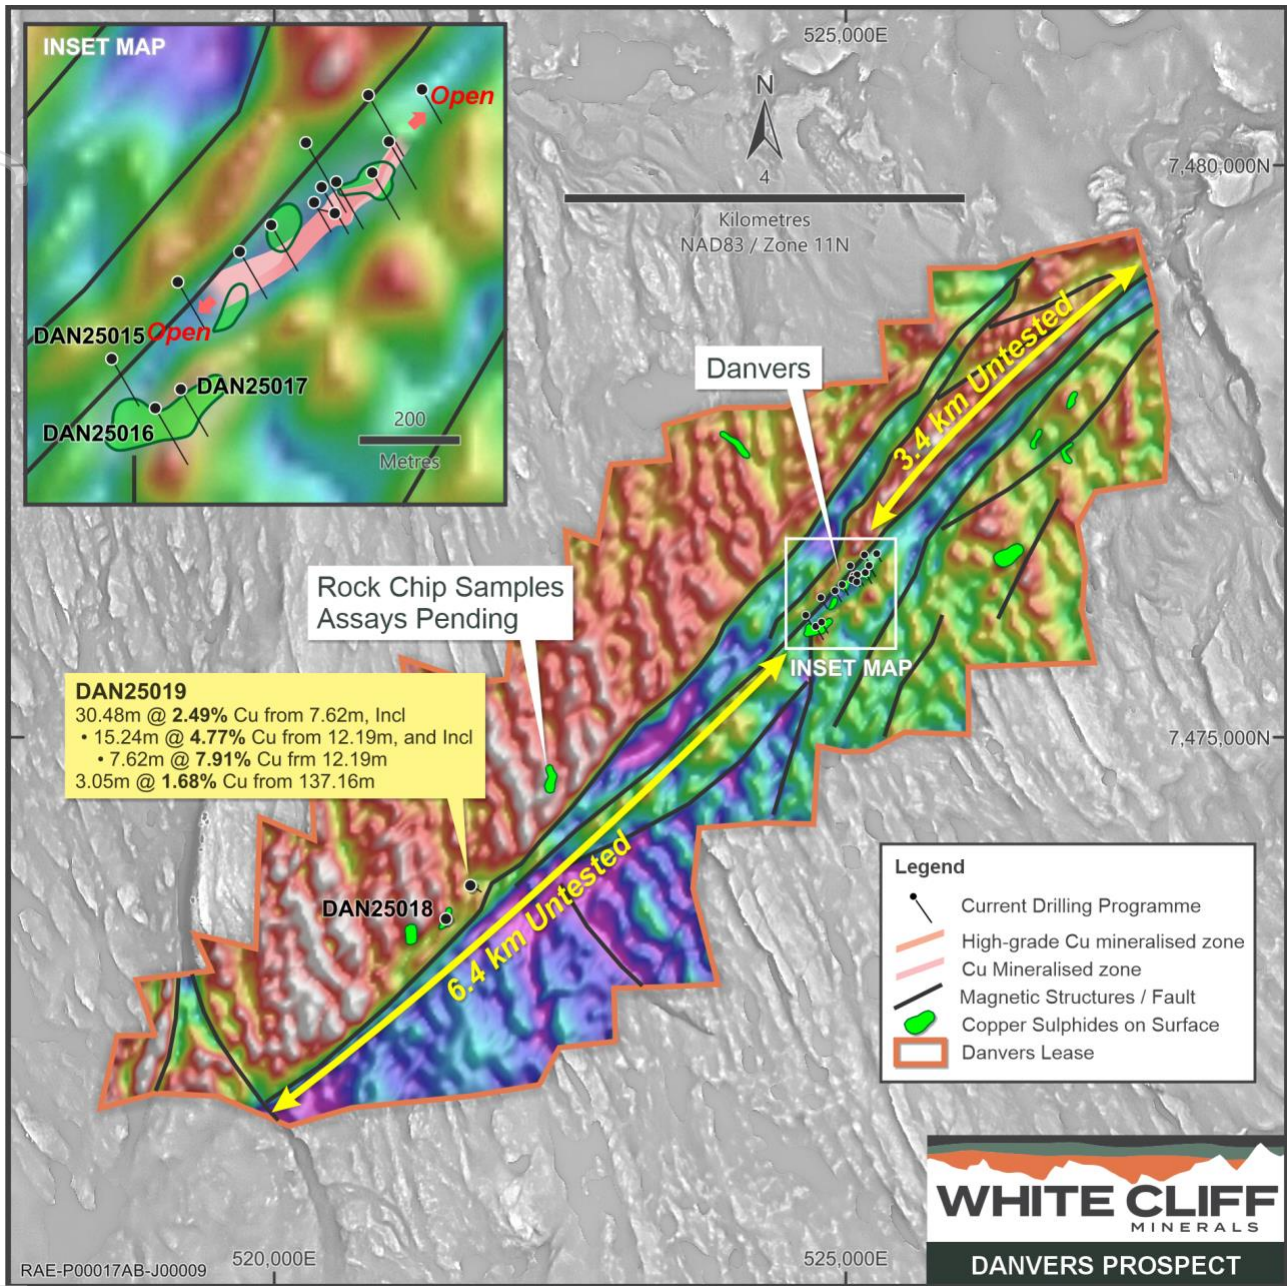 INSET MAP
Open
Open
DAN25015
DAN25017
DAN25016
200
Metres
525,000E
N
4
Kilometres
NAD83 / Zone 11N
7,480,000N
Danvers
3.4 km Untested
Rock Chip Samples
Assays Pending
INSET MAP
DAN25019
30.48m @ 2.49% Cu from 7.62m, Incl
• 15.24m @ 4.77% Cu from 12.19m, and Incl
• 7.62m @ 7.91% Cu frm 12.19m
3.05m @ 1.68% Cu from 137.16m
7,475,000N
DAN25018
6.4 km Untested
Legend
Current Drilling Programme
High-grade Cu mineralised zone
Cu Mineralised zone
Magnetic Structures / Fault
Copper Sulphides on Surface
Danvers Lease
WHITE CLIFF
MINERALS
DANVERS PROSPECT
RAE-P00017AB-J00009
520,000E
525,000E